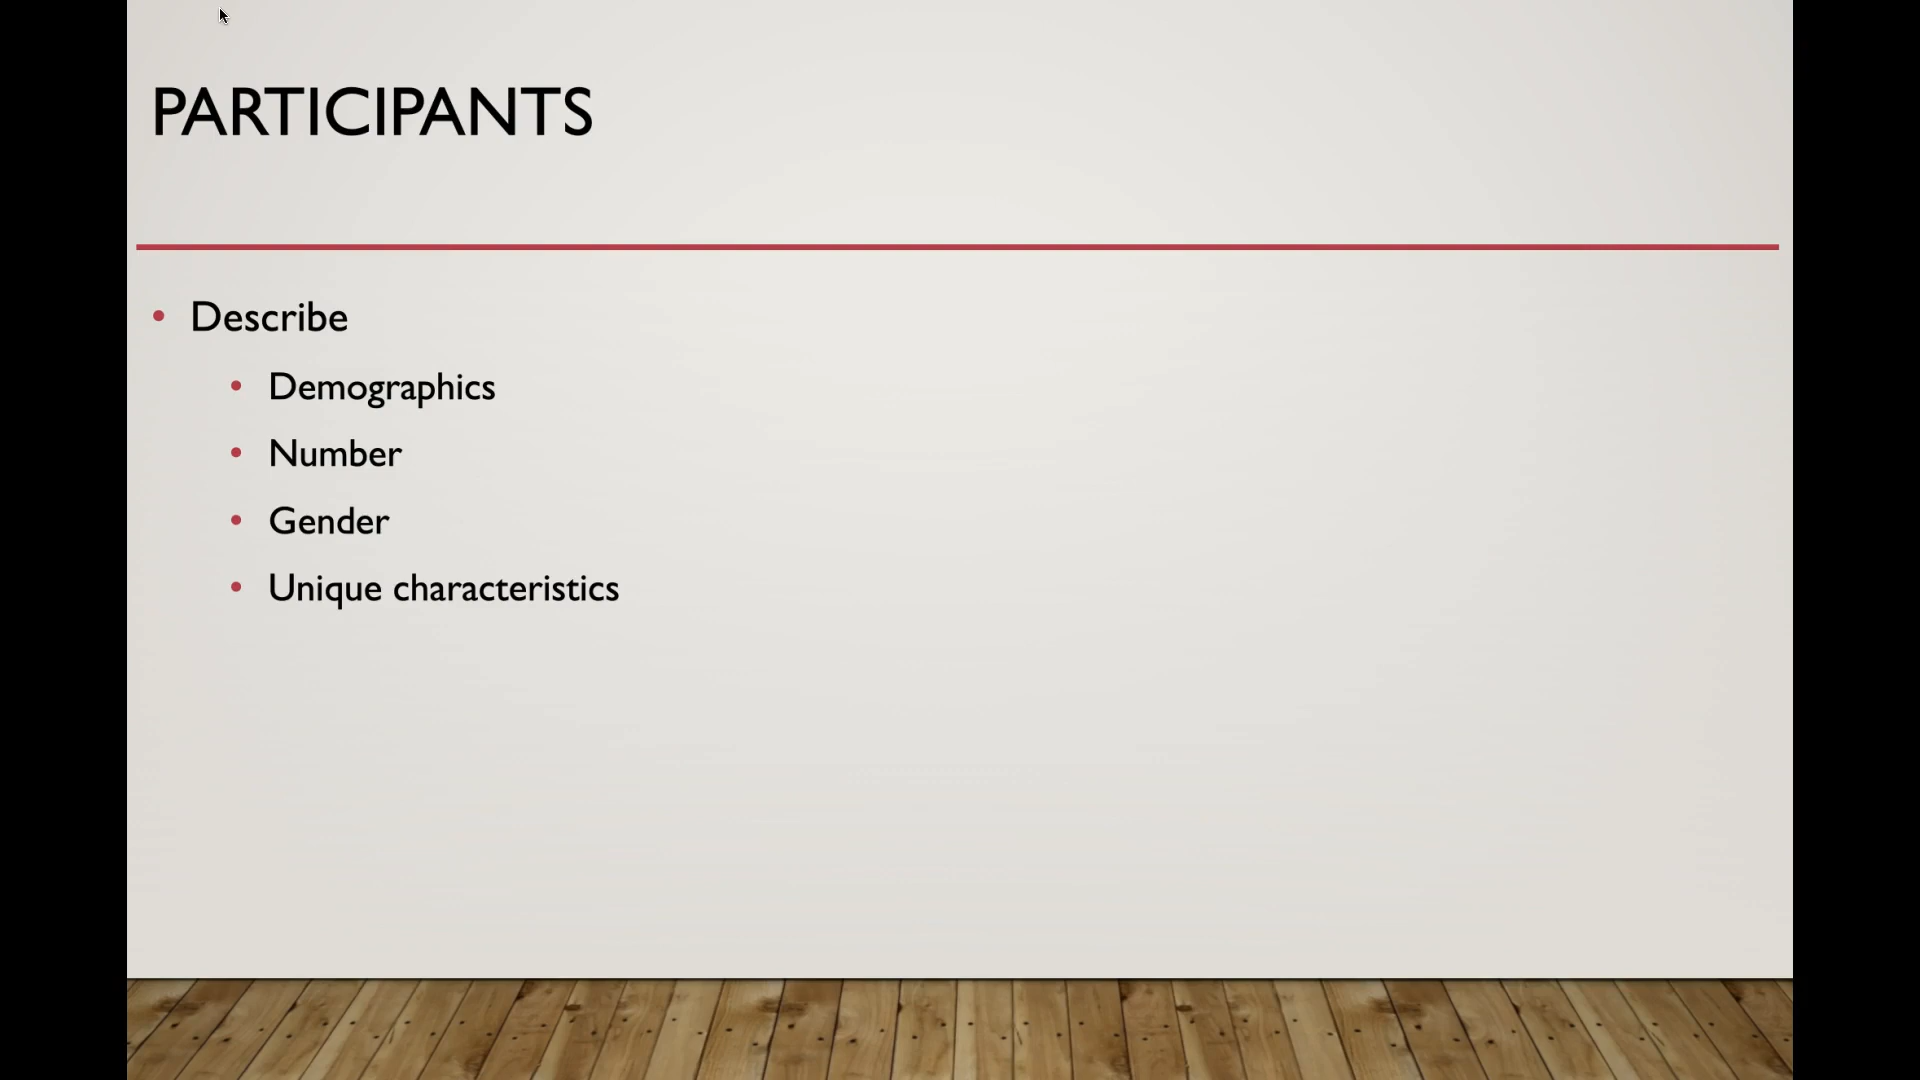 PARTICIPANTS
• Describe
• Demographics
• Number
• Gender
• Unique characteristics